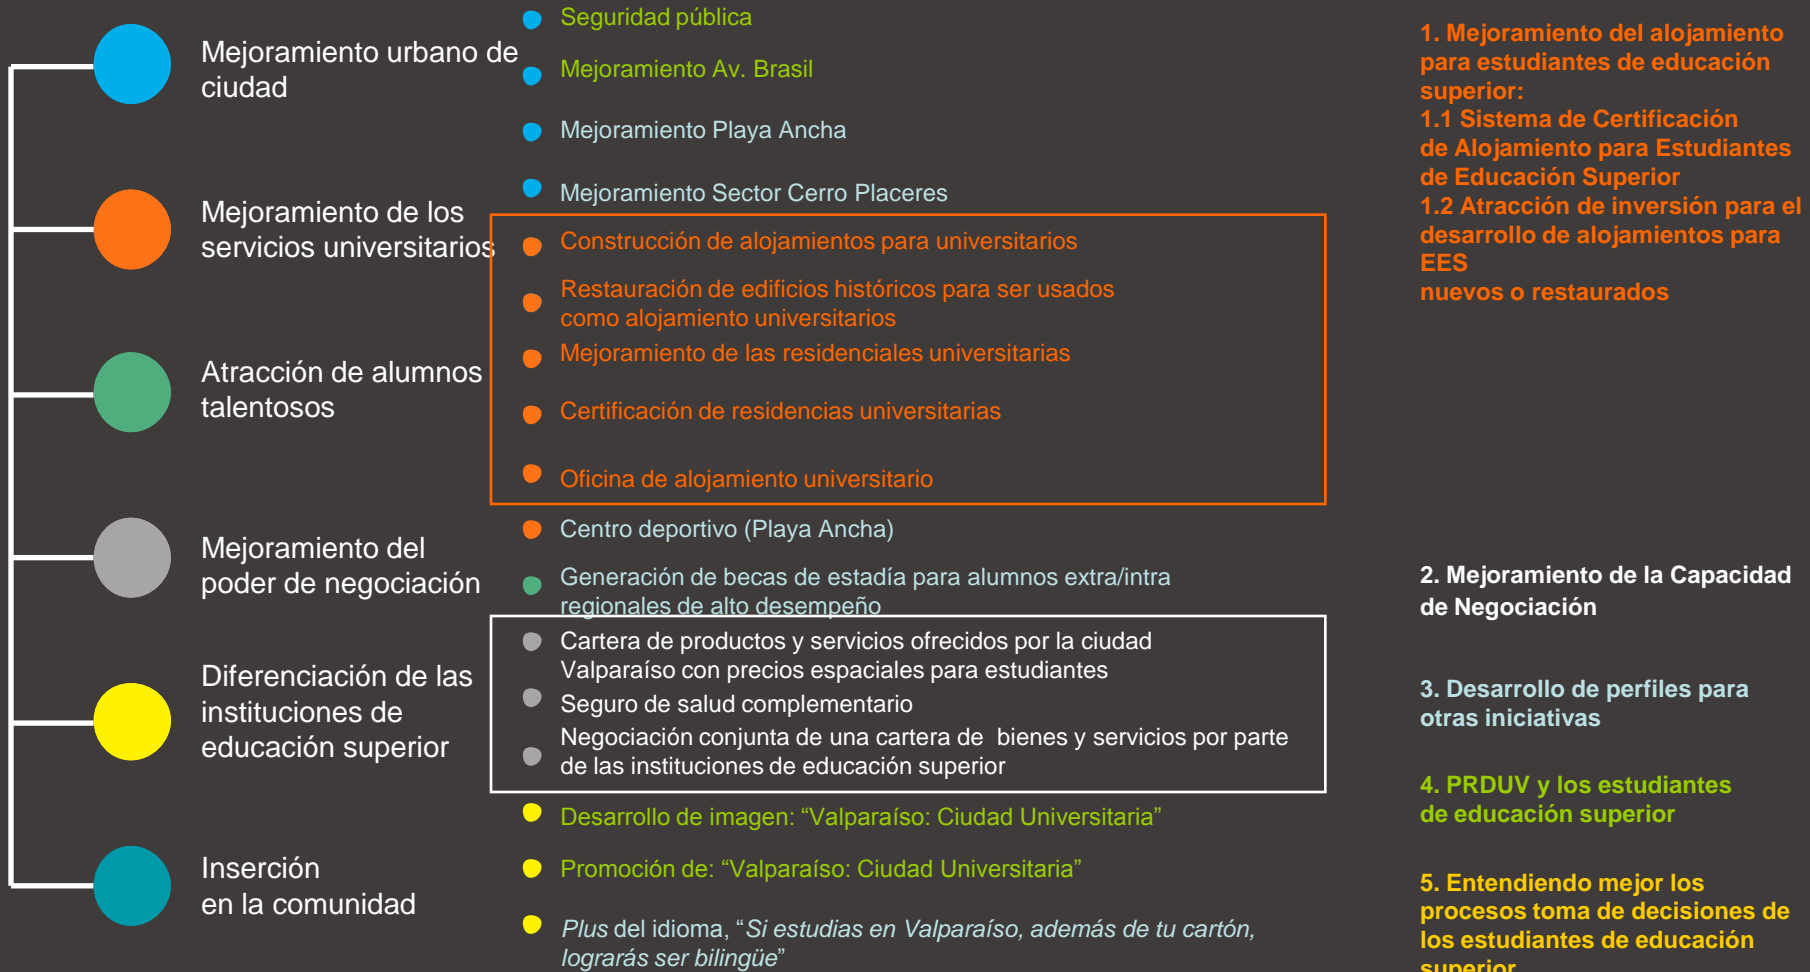 Mejoramiento urbano de
ciudad
Mejoramiento de los
servicios universitarios
Atracción de alumnos
talentosos
Mejoramiento del
poder de negociación
Diferenciación de las
instituciones de
educación superior
Inserción
en la comunidad
Seguridad pública
Mejoramiento Av. Brasil
Mejoramiento Playa Ancha
Mejoramiento Sector Cerro Placeres
Construcción de alojamientos para universitarios
Restauración de edificios históricos para ser usados
como alojamiento universitarios
Mejoramiento de las residenciales universitarias
Certificación de residencias universitarias
Oficina de alojamiento universitario
Centro deportivo (Playa Ancha)
Generación de becas de estadía para alumnos extra/intra
regionales de alto desempeño
Cartera de productos y servicios ofrecidos por la ciudad
Valparaíso con precios espaciales para estudiantes
Seguro de salud complementario
Negociación conjunta de una cartera de bienes y servicios por parte
de las instituciones de educación superior
Desarrollo de imagen: “Valparaíso: Ciudad Universitaria”
Promoción de: “Valparaíso: Ciudad Universitaria”
Plus del idioma, “Si estudias en Valparaíso, además de tu cartón,
lograrás ser bilingüe”
1. Mejoramiento del alojamiento
para estudiantes de educación
superior:
1.1 Sistema de Certificación
de Alojamiento para Estudiantes
de Educación Superior
1.2 Atracción de inversión para el
desarrollo de alojamientos para
EES
nuevos o restaurados
2. Mejoramiento de la Capacidad
de Negociación
3. Desarrollo de perfiles para
otras iniciativas
4. PRDUV y los estudiantes
de educación superior
5. Entendiendo mejor los
procesos toma de decisiones de
los estudiantes de educación
superior